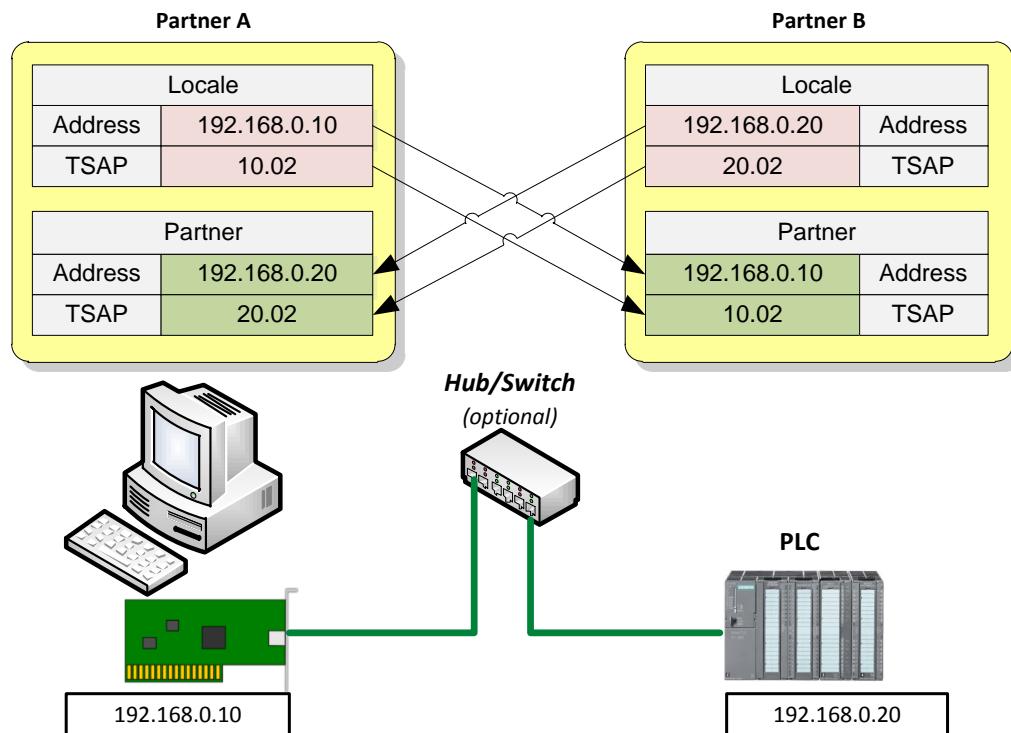 Partner A
Partner B
Locale
Address 192.168.0.10
TSAP 10.02
Partner
Address 192.168.0.20
TSAP 20.02
Locale
192.168.0.20 Address
20.02 TSAP
Partner
192.168.0.10 Address
10.02 TSAP
Hub/Switch
(optional)
PLC
SIEMENS
192.168.0.10
192.168.0.20